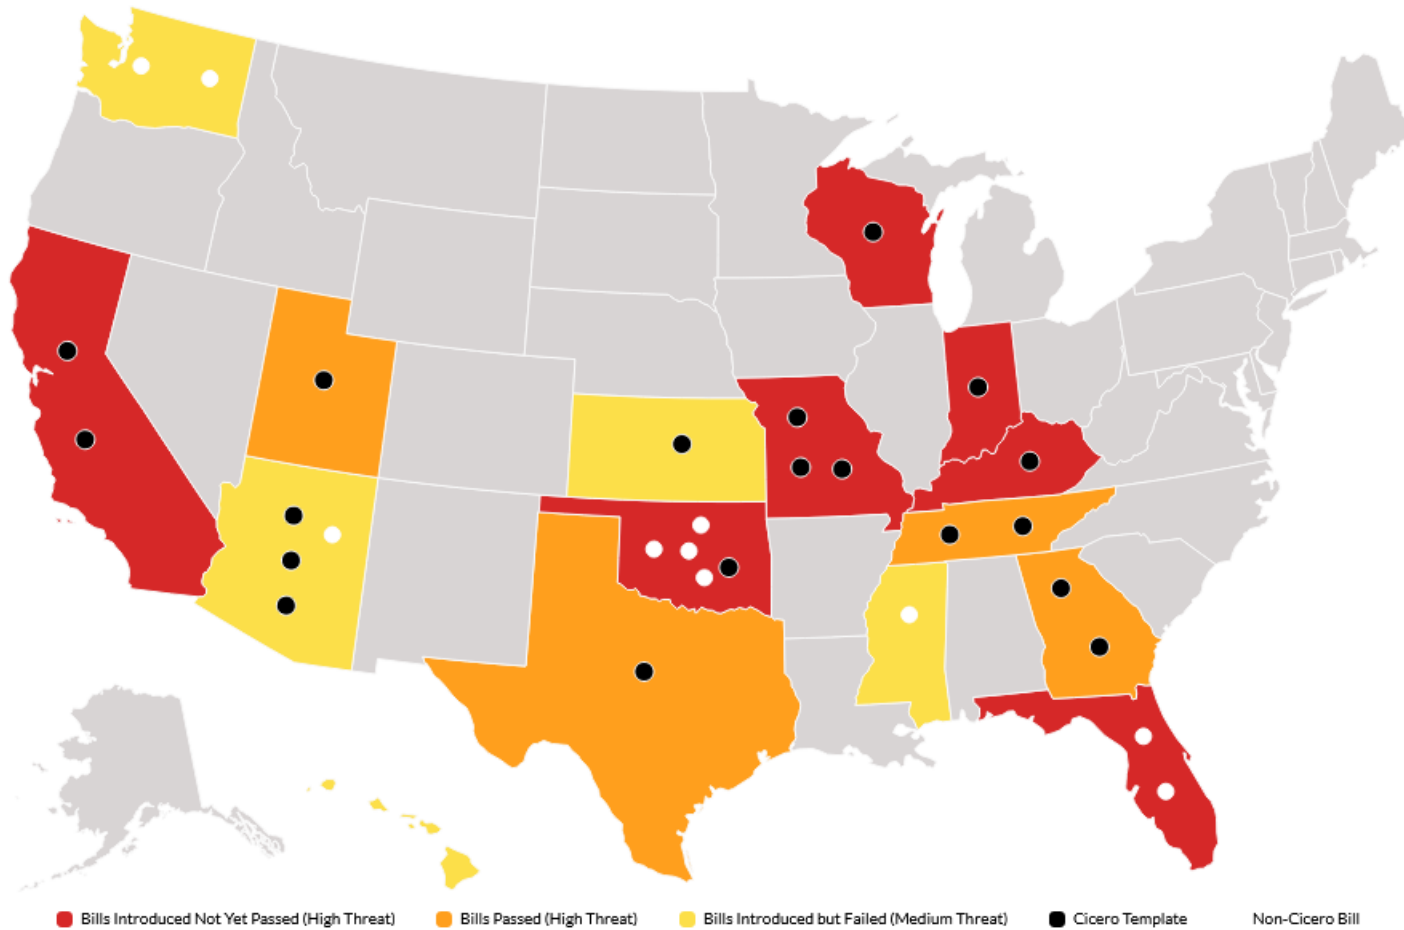 Bills Introduced Not Yet Passed (High Threat) Bills Passed (High Threat) Bills Introduced but Failed (Medium Threat) Cicero Template Non-Cicero Bill